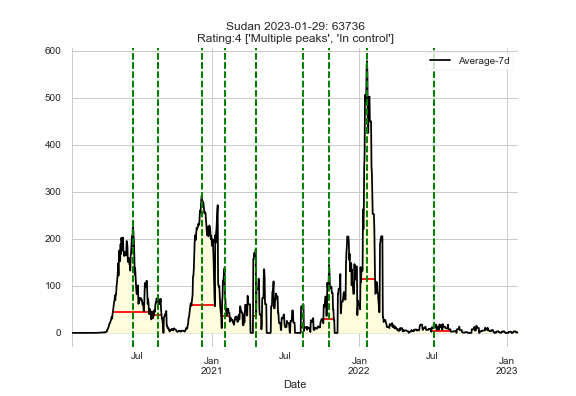 Sudan 2023-01-29: 63736
Rating:4 ['Multiple peaks', 'In control']
Average-7d
600
500
400
300
200
100
0
Jul
Jan
2021
Jul
Jan
2022
Jul
Jan
2023
Date